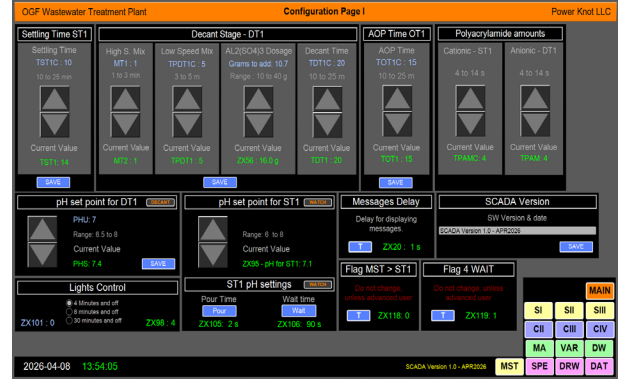 OGF Wastewater Treatment Plant
Configuration Page I
Power Knot LLC
Settling Time ST1
Decant Stage - DT1
AOP Time OT1
Polyacrylamide amounts
Settling Time
TST1C : 10
10 to 26 min
Current Value
TST1: 14
SAVE
High S. Mix
MT1 . 1
1 to 3 min
Current Value
MT2 : 1
Low Speed Mix
TPDT1C : 5
3 to 5 m
Current Value
TPDT1 : 5
AL2(SO4)3 Dosage
Grams to add: 10.7
Range : 10 to 40 g
Current Value
ZX56 : 16.0 g
Decant Time
TDT1C : 20
10 to 25 m
Current Value
TDT1 : 20
SAVE
AOP Time
TOT1C : 15
10 to 25 m
Current Value
TOT1 : 15
SAVE
Cationic - ST1
4 to 14 s
Current Value
TPAMC: 4
Anionic - DT1
4 to 14 s
Current Value
TPAM: 4
pH set point for DT1
DECANT
PHU: 7
Range: 6.5 to 8
Current Value
PHS: 7.4
SAVE
pH set point for ST1
WATCH
Range: 6 to 8
Current Value
ZX95 - pH for ST1: 7.1
Messages Delay
Delay for displaying
messages.
T
ZX20 : 1 s
SCADA Version
SW Version & date
SCADA Version 1.0 - APR2026
SAVE
Lights Control
4 Minutes and off
8 minutes and off
30 minutes and off
ZX101 : 0
ZX98 : 4
ST1 pH settings
WATCH
Pour Time
Wait time
Pour
Wait
ZX105: 2 s
ZX106: 90 s
Flag MST > ST1
Do not change,
unless advanced user.
T
ZX118: 0
Flag 4 WAIT
Do not change, unless
advanced user.
T
ZX119: 1
MAIN
SI
SII
SIII
CII
CIII
CIV
MA
VAR
DW
MST
SPE
DRW
DAT
2026-04-08
13:54:05
SCADA Version 1.0 - APR2026